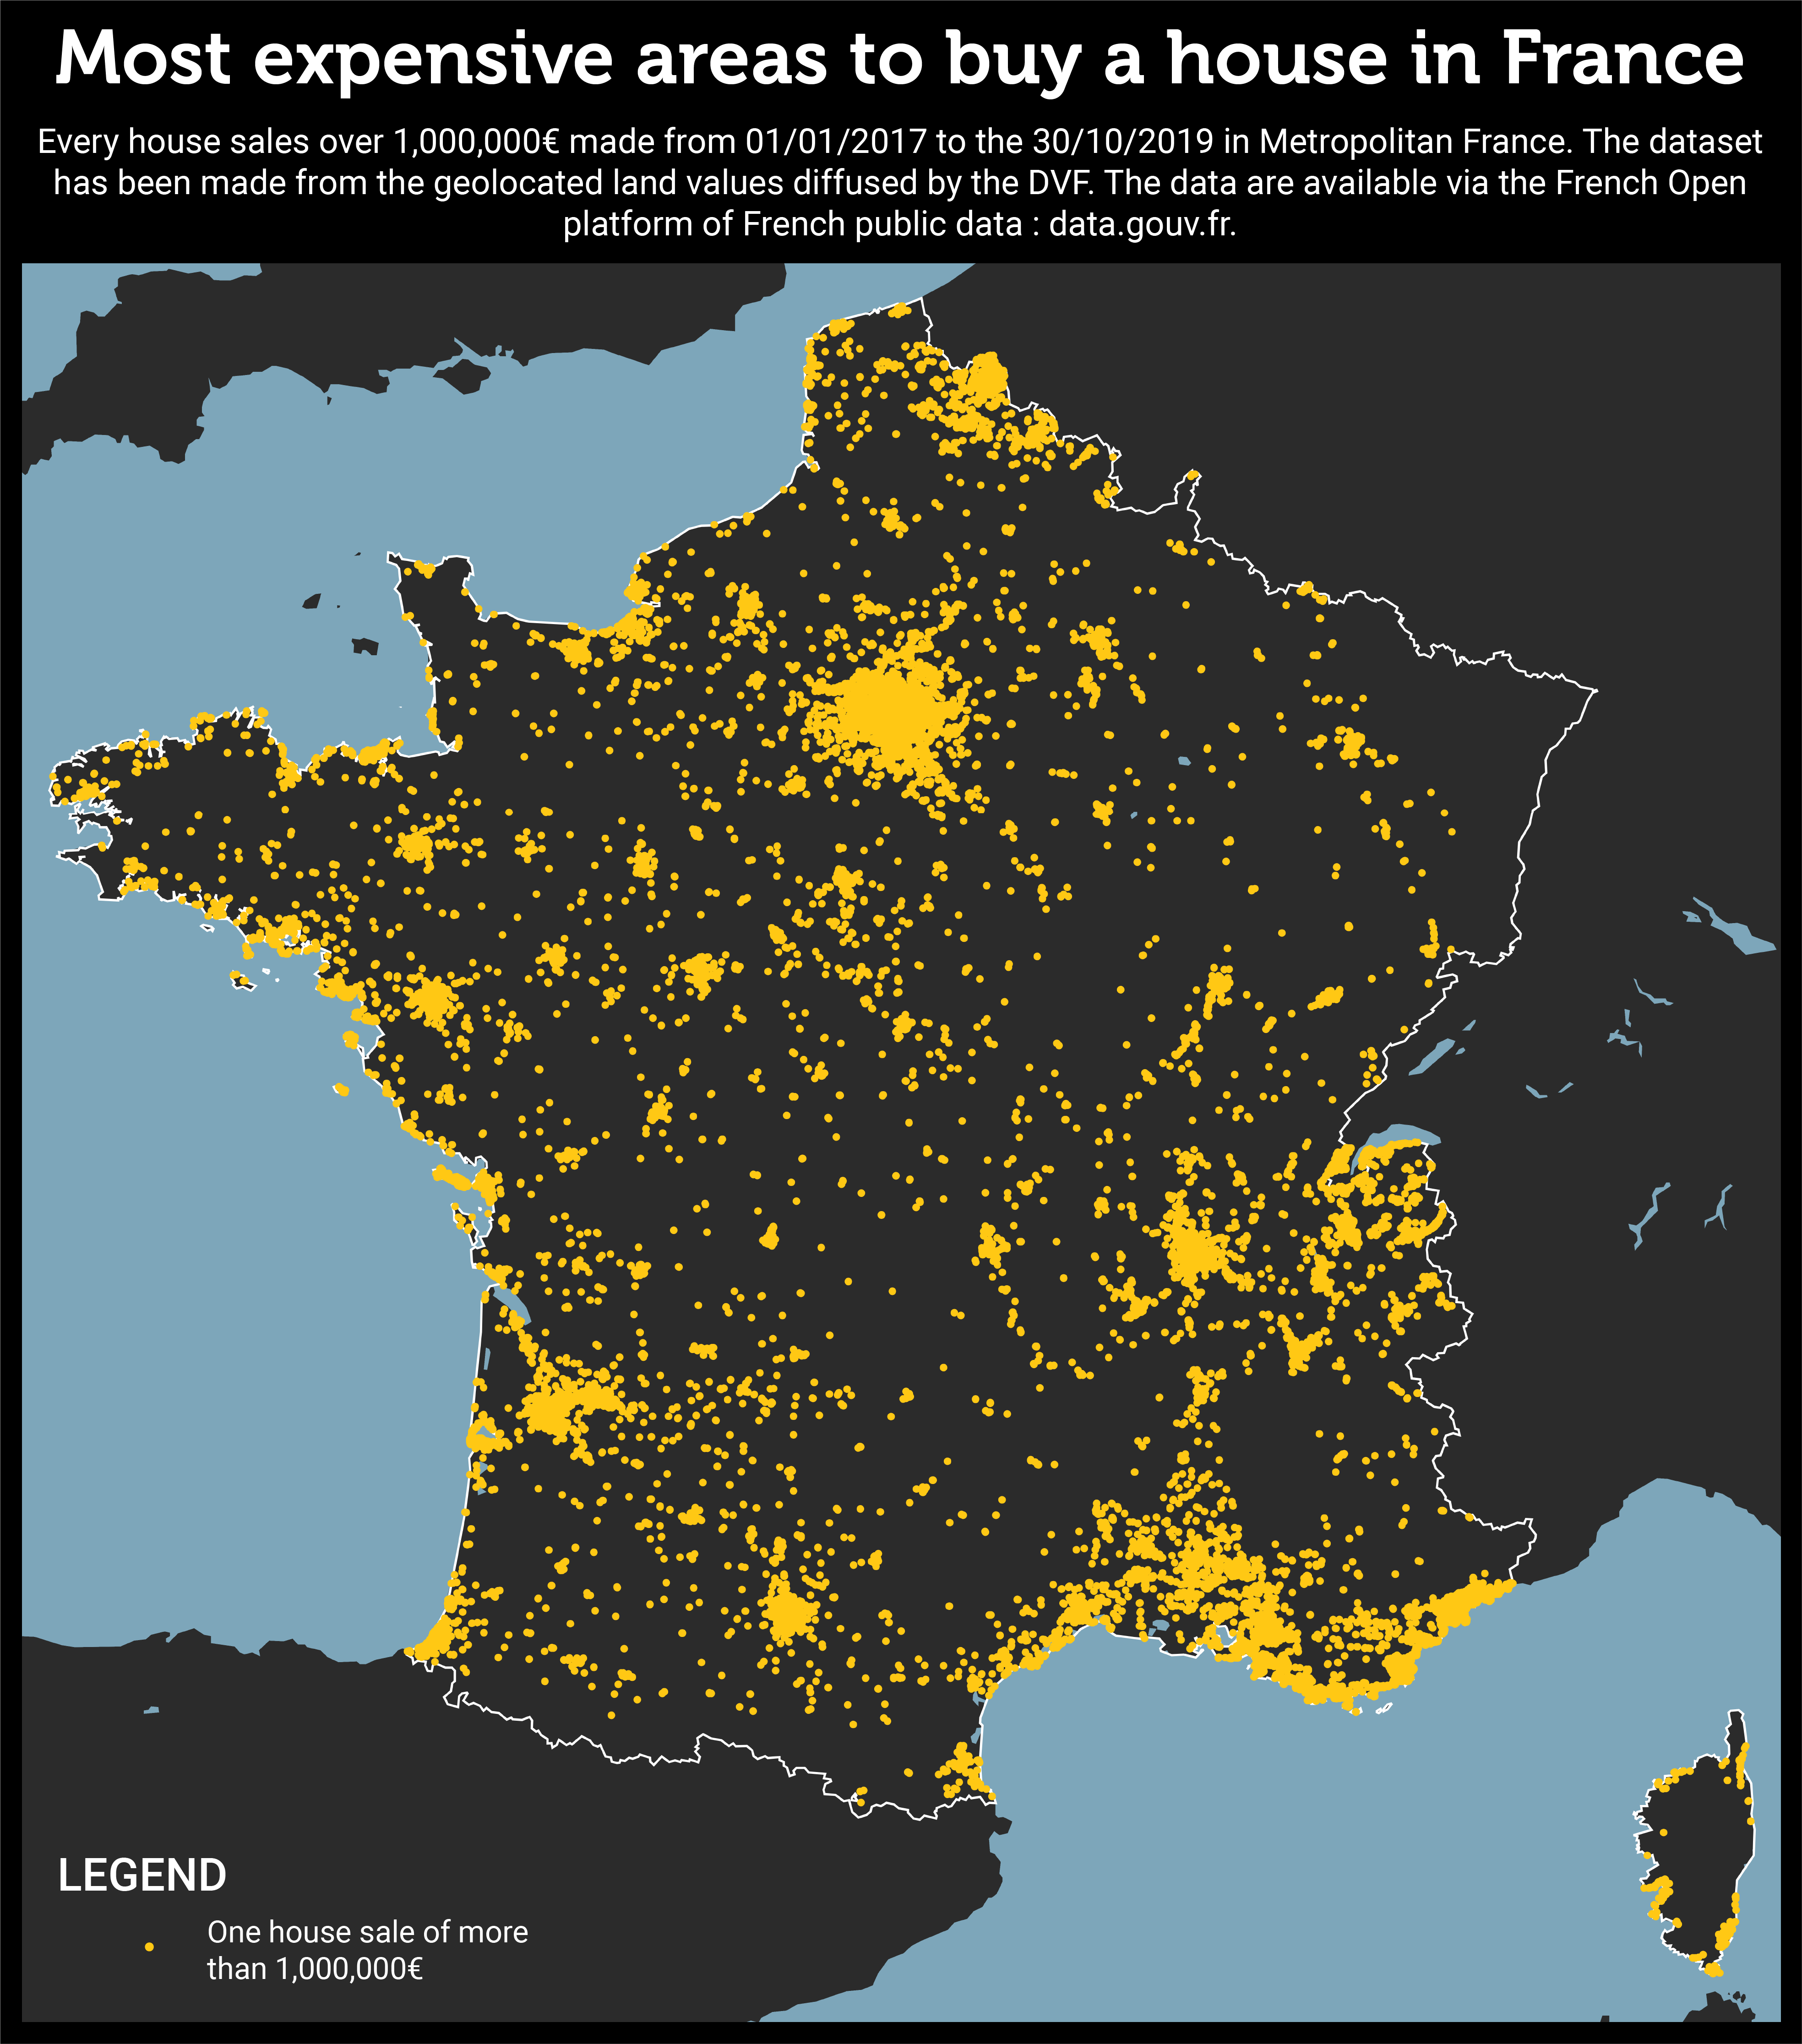 Most expensive areas to buy a house in France
Every house sales over 1,000,000€ made from 01/01/2017 to the 30/10/2019 in Metropolitan France. The dataset
has been made from the geolocated land values diffused by the DVF. The data are available via the French Open
platform of French public data : data.gouv.fr.
LEGEND
One house sale of more
than 1,000,000€